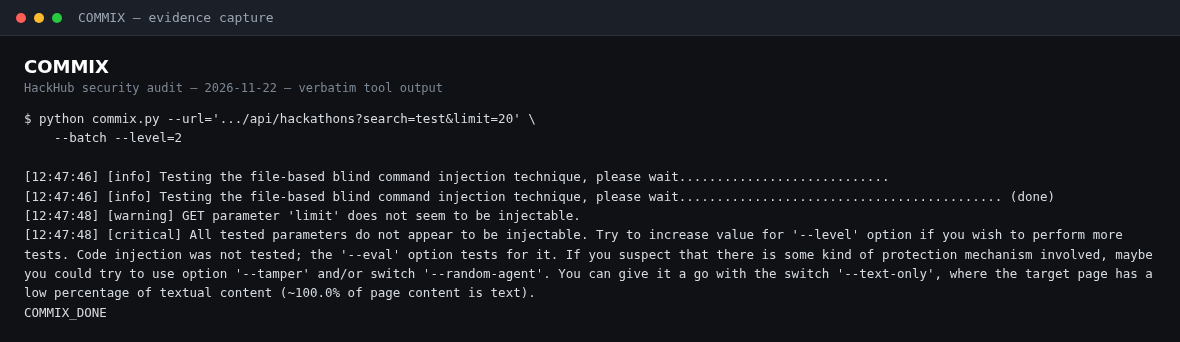 COMMIX — evidence capture
COMMIX
HackHub security audit — 2026-11-22 — verbatim tool output
$ python commix.py --url='.../api/hackathons?search=test&limit=20' \
    --batch --level=2
[12:47:46] [info] Testing the file-based blind command injection technique, please wait............................
[12:47:46] [info] Testing the file-based blind command injection technique, please wait........................................... (done)
[12:47:48] [warning] GET parameter 'limit' does not seem to be injectable.
[12:47:48] [critical] All tested parameters do not appear to be injectable. Try to increase value for '--level' option if you wish to perform more
tests. Code injection was not tested; the '--eval' option tests for it. If you suspect that there is some kind of protection mechanism involved, maybe
you could try to use option '--tamper' and/or switch '--random-agent'. You can give it a go with the switch '--text-only', where the target page has a
low percentage of textual content (~100.0% of page content is text).
COMMIX_DONE